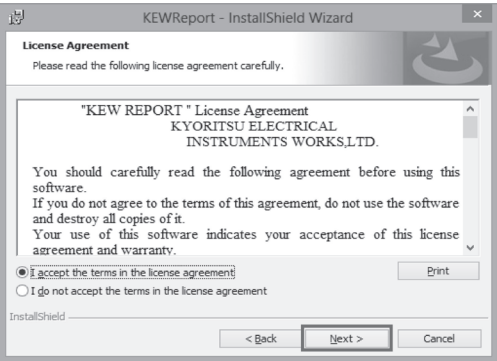 KEWReport - InstallShield Wizard
License Agreement
Please read the following license agreement carefully.
"KEW REPORT " License Agreement
KYORITSU ELECTRICAL
INSTRUMENTS WORKS,LTD.
You should carefully read the following agreement before using this
software.
If you do not agree to the terms of this agreement, do not use the software
and destroy all copies of it.
Your use of this software indicates your acceptance of this license
agreement and warranty.
I accept the terms in the license agreement
Print
I do not accept the terms in the license agreement
InstallShield
< Back
Next >
Cancel